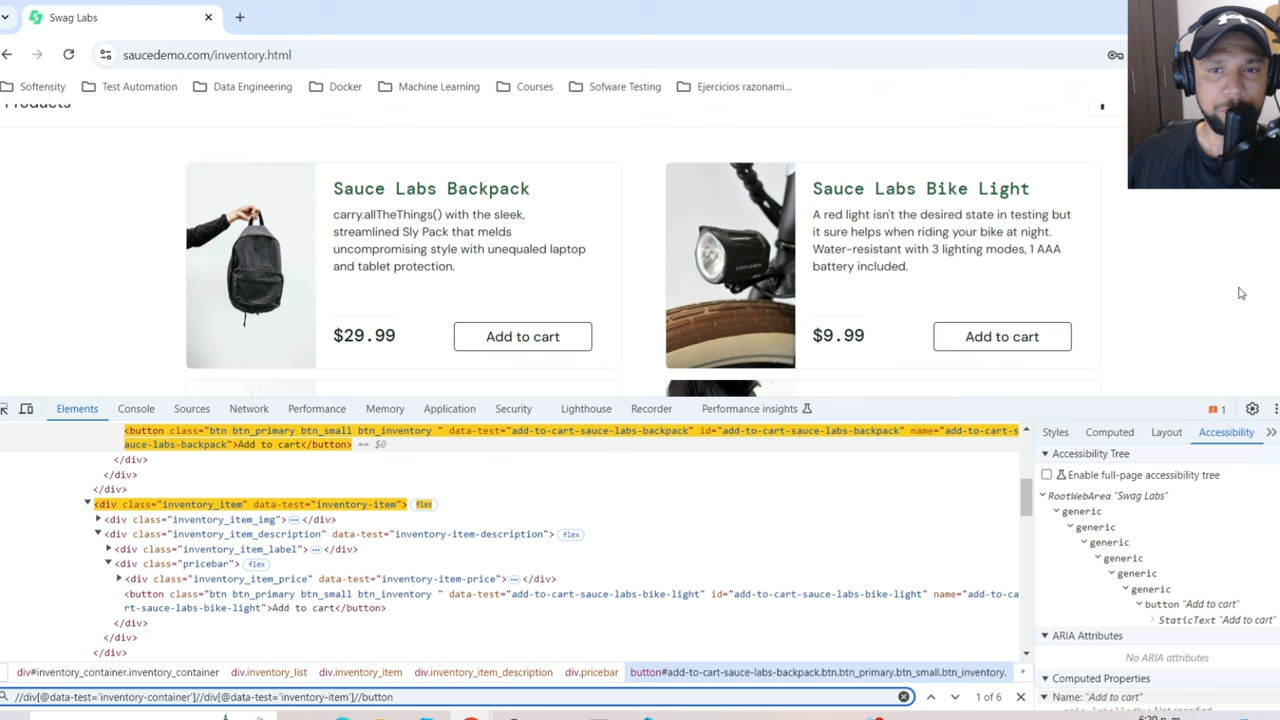 Swag Labs
saucedemo.com/inventory.html
Softensity
Test Automation
Data Engineering
Docker
Machine Learning
Courses
Sofware Testing
Ejercicios razonami...
Products
Sauce Labs Backpack
carry.allTheThings() with the sleek,
streamlined Sly Pack that melds
uncompromising style with unequaled laptop
and tablet protection.
$29.99
Add to cart
Sauce Labs Bike Light
A red light isn't the desired state in testing but
it sure helps when riding your bike at night.
Water-resistant with 3 lighting modes, 1 AAA
battery included.
$9.99
Add to cart
Elements
Console
Sources
Network
Performance
Memory
Application
Security
Lighthouse
Recorder
Performance insights
1
<button class="btn btn_primary btn_small btn_inventory " data-test="add-to-cart-sauce-labs-backpack" id="add-to-cart-sauce-labs-backpack" name="add-to-cart-s
auce-labs-backpack">Add to cart</button> == $0
</div>
</div>
</div>
<div class="inventory_item" data-test="inventory-item"> flex
<div class="inventory_item_img"> ⋯ </div>
<div class="inventory_item_description" data-test="inventory-item-description"> flex
<div class="inventory_item_label"> ⋯ </div>
<div class="pricebar"> flex
<div class="inventory_item_price" data-test="inventory-item-price"> ⋯ </div>
<button class="btn btn_primary btn_small btn_inventory " data-test="add-to-cart-sauce-labs-bike-light" id="add-to-cart-sauce-labs-bike-light" name="add-to-ca
rt-sauce-labs-bike-light">Add to cart</button>
</div>
</div>
</div>
div#inventory_container.inventory_container
div.inventory_list
div.inventory_item
div.inventory_item_description
div.pricebar
button#add-to-cart-sauce-labs-backpack.btn.btn_primary.btn_small.btn_inventory.
//div[@data-test='inventory-container']//div[@data-test='inventory-item']//button
1 of 6
Styles
Computed
Layout
Accessibility
Accessibility Tree
Enable full-page accessibility tree
RootWebArea "Swag Labs"
generic
generic
generic
generic
generic
generic
button "Add to cart"
StaticText "Add to cart"
ARIA Attributes
No ARIA attributes
Computed Properties
Name: "Add to cart"